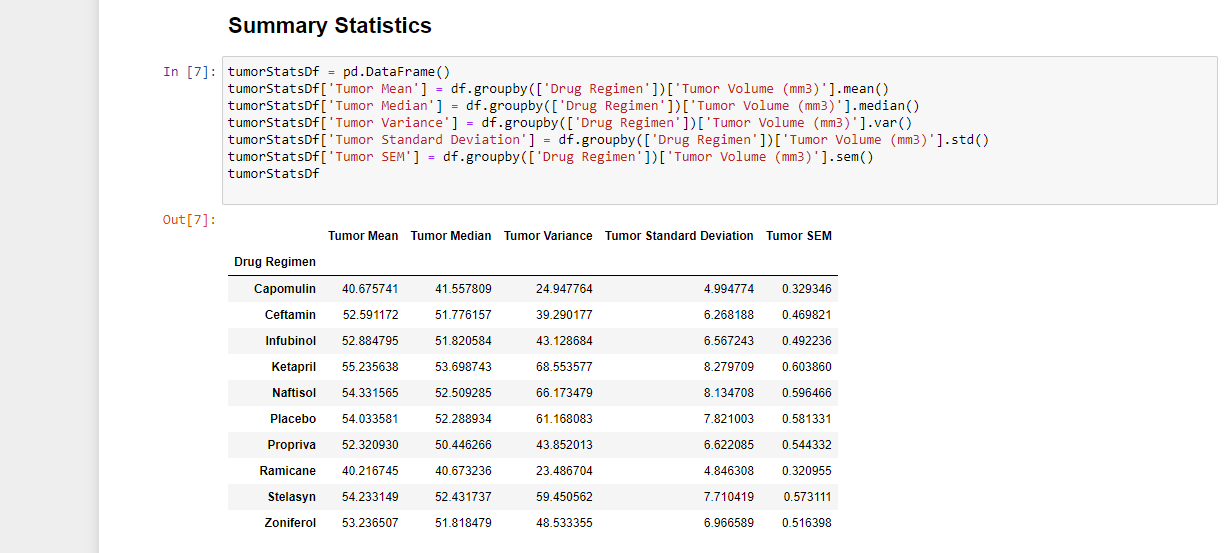 Summary Statistics
In [7]: tumorStatsDf = pd.DataFrame()
tumorStatsDf['Tumor Mean'] = df.groupby(['Drug Regimen'])['Tumor Volume (mm3)'].mean()
tumorStatsDf['Tumor Median'] = df.groupby(['Drug Regimen'])['Tumor Volume (mm3)'].median()
tumorStatsDf['Tumor Variance'] = df.groupby(['Drug Regimen'])['Tumor Volume (mm3)'].var()
tumorStatsDf['Tumor Standard Deviation'] = df.groupby(['Drug Regimen'])['Tumor Volume (mm3)'].std()
tumorStatsDf['Tumor SEM'] = df.groupby(['Drug Regimen'])['Tumor Volume (mm3)'].sem()
tumorStatsDf
Out[7]:
Tumor Mean Tumor Median Tumor Variance Tumor Standard Deviation Tumor SEM
Drug Regimen
Capomulin 40.675741 41.557809 24.947764 4.994774 0.329346
Ceftamin 52.591172 51.776157 39.290177 6.268188 0.469821
Infubinol 52.884795 51.820584 43.128684 6.567243 0.492236
Ketapril 55.235638 53.698743 68.553577 8.279709 0.603860
Naftisol 54.331565 52.509285 66.173479 8.134708 0.596466
Placebo 54.033581 52.288934 61.168083 7.821003 0.581331
Propriva 52.320930 50.446266 43.852013 6.622085 0.544332
Ramicane 40.216745 40.673236 23.486704 4.846308 0.320955
Stelasyn 54.233149 52.431737 59.450562 7.710419 0.573111
Zoniferol 53.236507 51.818479 48.533355 6.966589 0.516398